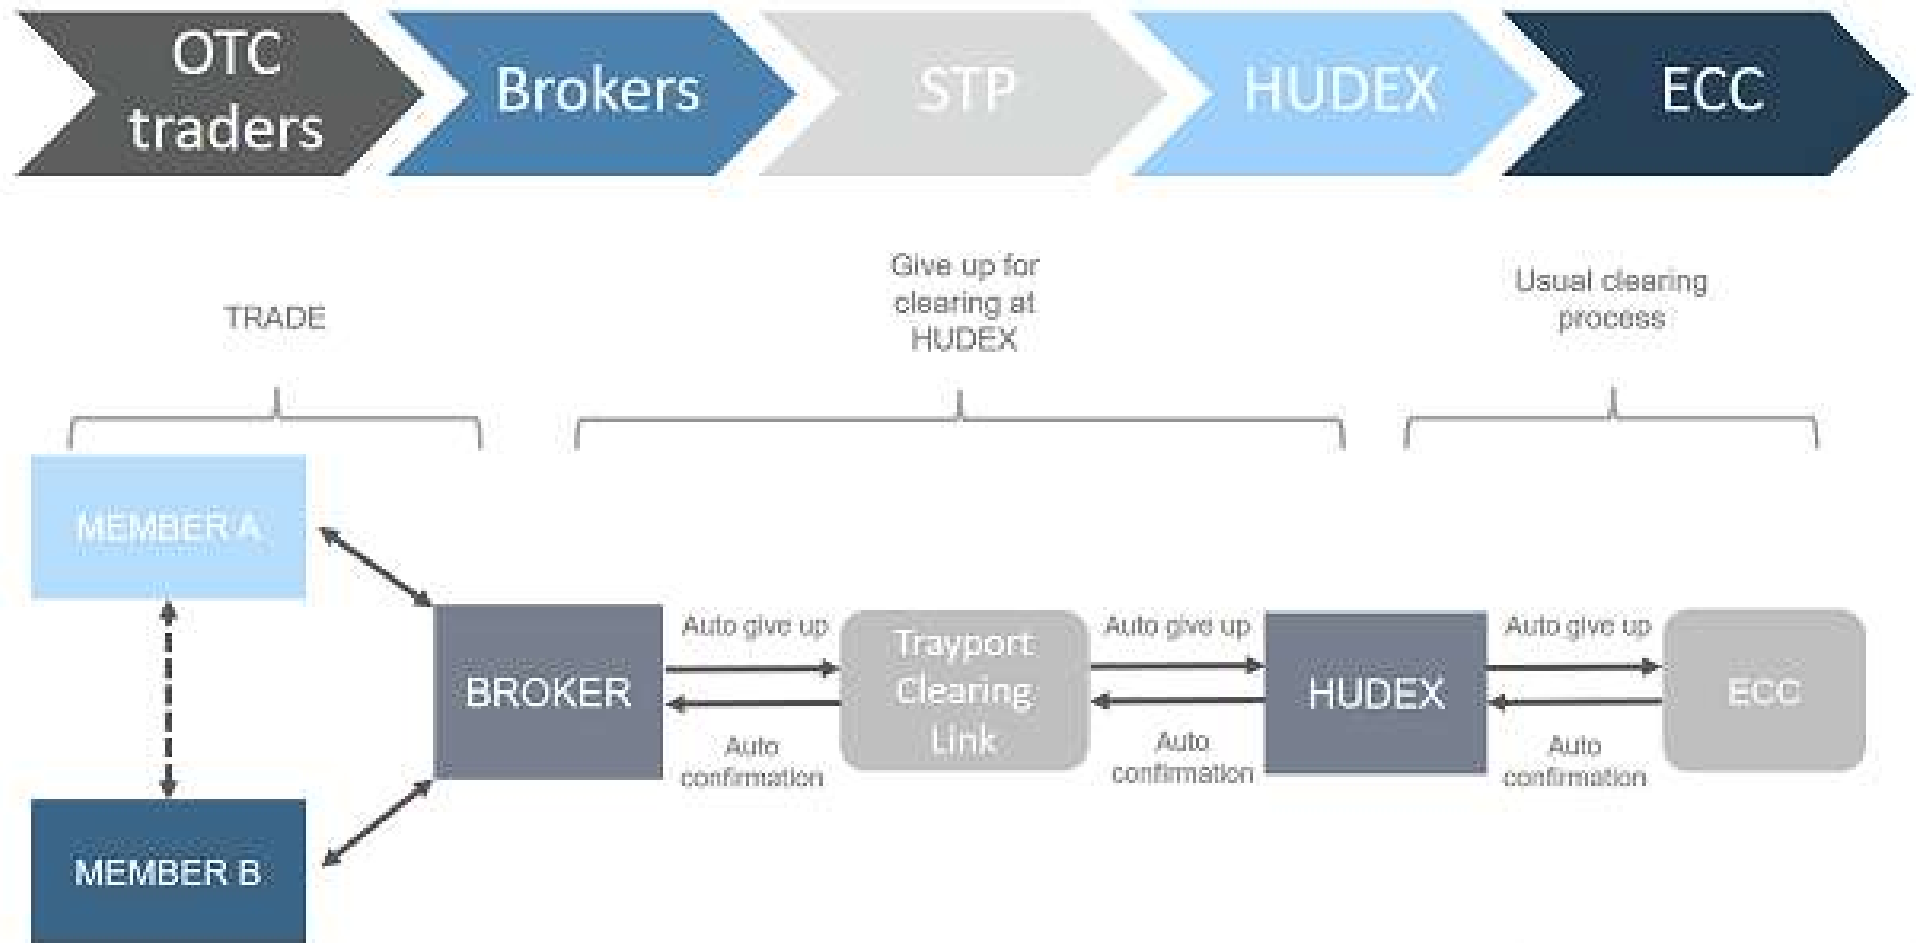 OTC
traders
Brokers
STP
HUDEX
ECC
TRADE
Give up for
clearing at
HUDEX
Usual clearing
process
MEMBER A
MEMBER B
BROKER
Auto give up
Auto
confirmation
Trayport
Clearing
Link
Auto give up
Auto
confirmation
HUDEX
Auto give up
Auto
confirmation
ECC